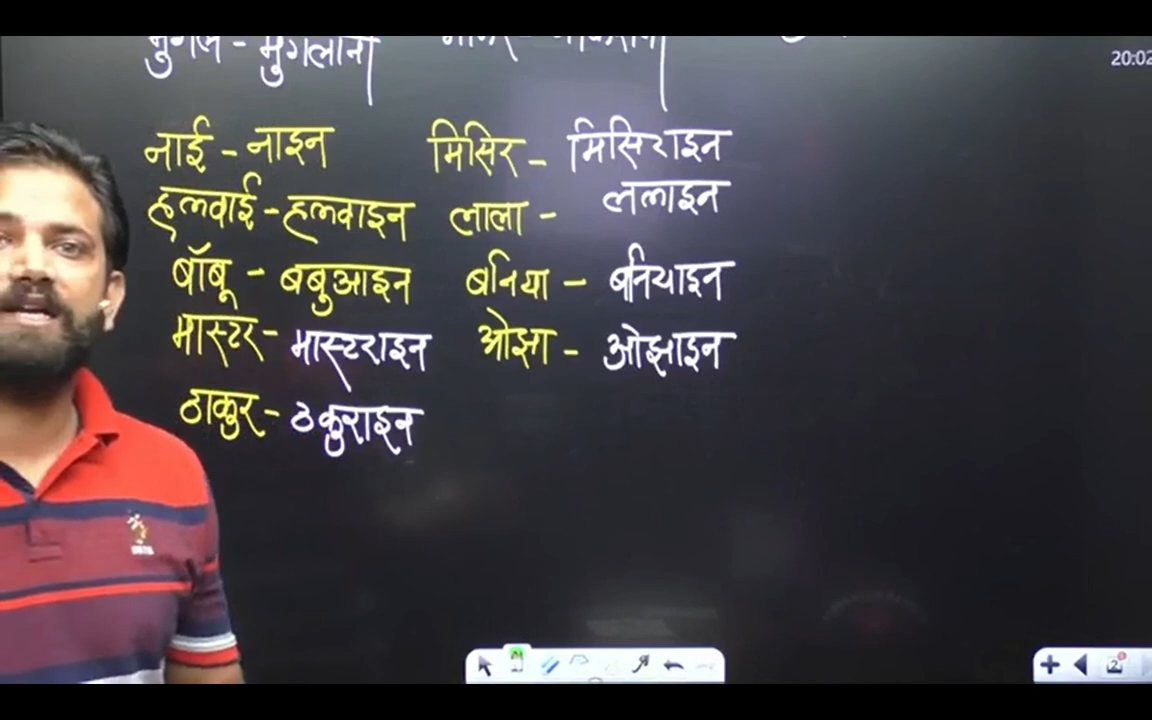 मुगल - मुगलानी
नाई - नाइन मिसिर - मिसिराइन
हलवाई - हलवाइन लाला - ललाइन
बॉबू - बबुआइन बनिया - बनियाइन
मास्टर - मास्टराइन ओझा - ओझाइन
ठाकुर - ठकुराइन
20:02
2